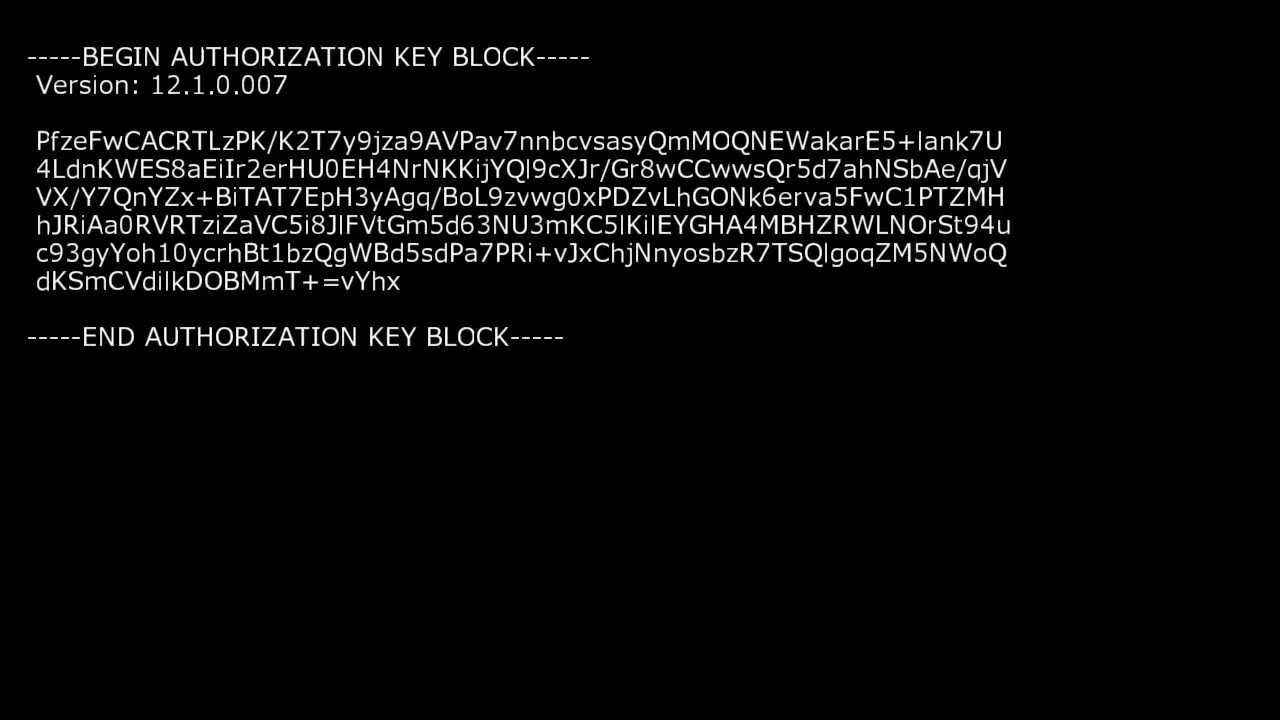 -----BEGIN AUTHORIZATION KEY BLOCK-----
Version: 12.1.0.007
PfzeFwCACRTLzPK/K2T7y9jza9AVPav7nnbcvsasyQmMOQNEWakarE5+lank7U
4LdnKWES8aEiIr2erHU0EH4NrNKKijYQl9cXJr/Gr8wCCwwsQr5d7ahNSbAe/qjV
VX/Y7QnYZx+BiTAT7EpH3yAgq/BoL9zvwg0xPDZvLhGONk6erva5FwC1PTZMH
hJRiAa0RVRTziZaVC5i8JlFVtGm5d63NU3mKC5lKilEYGHA4MBHZRWLNOrSt94u
c93gyYoh10ycrhBt1bzQgWBd5sdPa7PRi+vJxChjNnyosbzR7TSQlgoqZM5NWoQ
dKSmCVdilkDOBMmT+=vYhx
-----END AUTHORIZATION KEY BLOCK-----